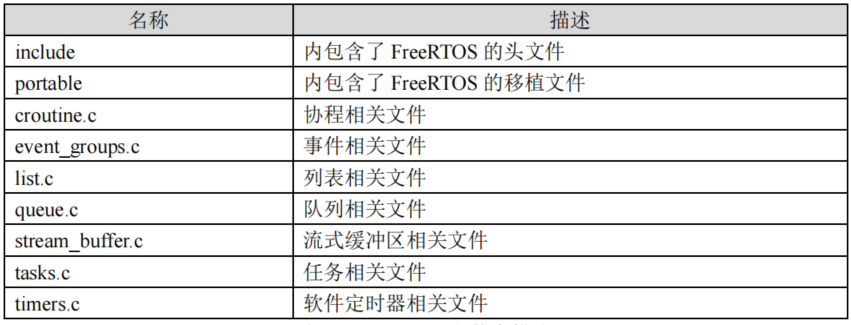 名称 描述
include 内包含了 FreeRTOS 的头文件
portable 内包含了 FreeRTOS 的移植文件
croutine.c 协程相关文件
event_groups.c 事件相关文件
list.c 列表相关文件
queue.c 队列相关文件
stream_buffer.c 流式缓冲区相关文件
tasks.c 任务相关文件
timers.c 软件定时器相关文件